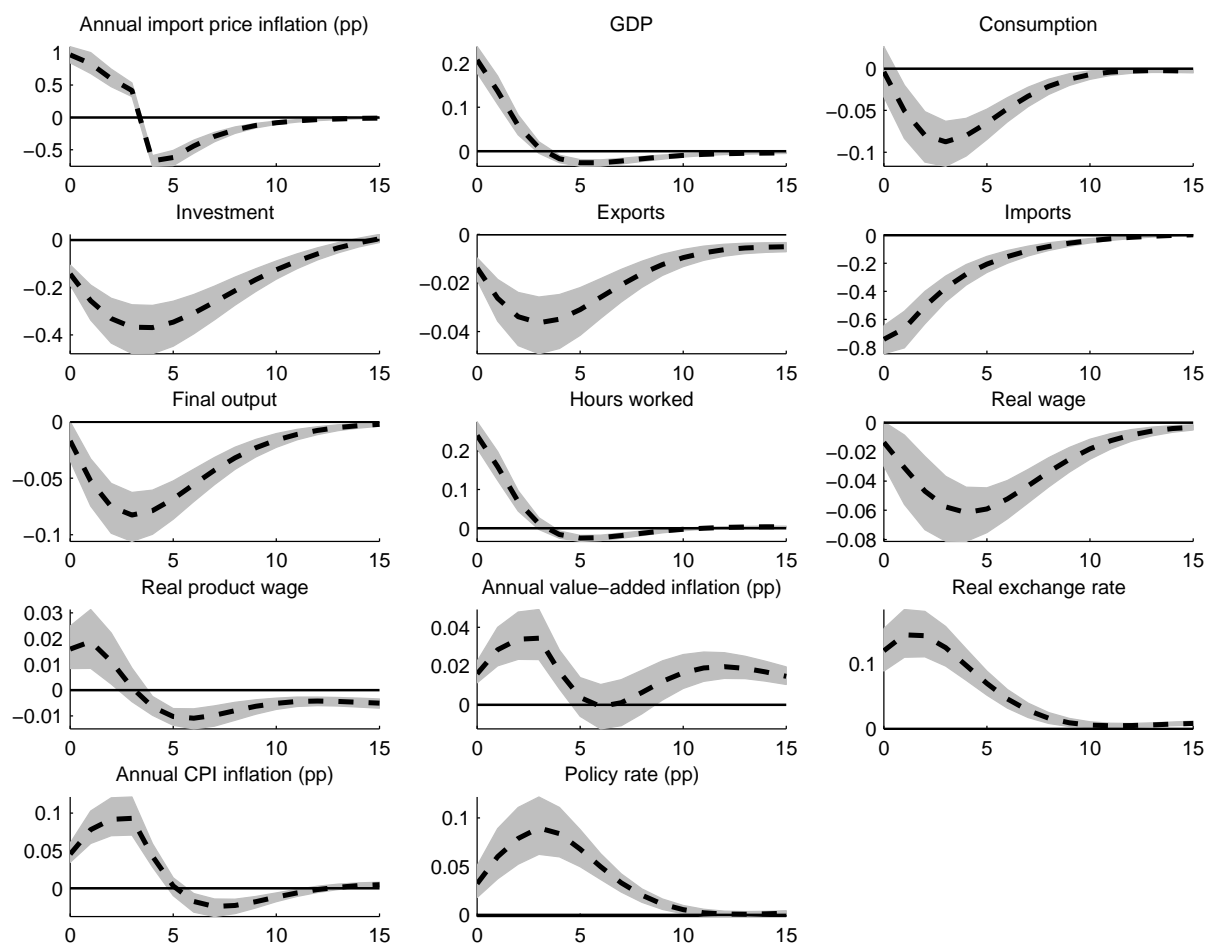 Annual import price inflation (pp)
GDP
Consumption
1
0.5
0
−0.5
0 5 10 15
0.2
0.1
0
0 5 10 15
0
−0.05
−0.1
0 5 10 15
Investment
Exports
Imports
0
−0.2
−0.4
0 5 10 15
0
−0.02
−0.04
0 5 10 15
0
−0.2
−0.4
−0.6
−0.8
0 5 10 15
Final output
Hours worked
Real wage
0
−0.05
−0.1
0 5 10 15
0.2
0.1
0
0 5 10 15
0
−0.02
−0.04
−0.06
−0.08
0 5 10 15
Real product wage
Annual value−added inflation (pp)
Real exchange rate
0.03
0.02
0.01
0
−0.01
0 5 10 15
0.04
0.02
0
0 5 10 15
0.1
0
0 5 10 15
Annual CPI inflation (pp)
Policy rate (pp)
0.1
0.05
0
0 5 10 15
0.1
0.05
0
0 5 10 15